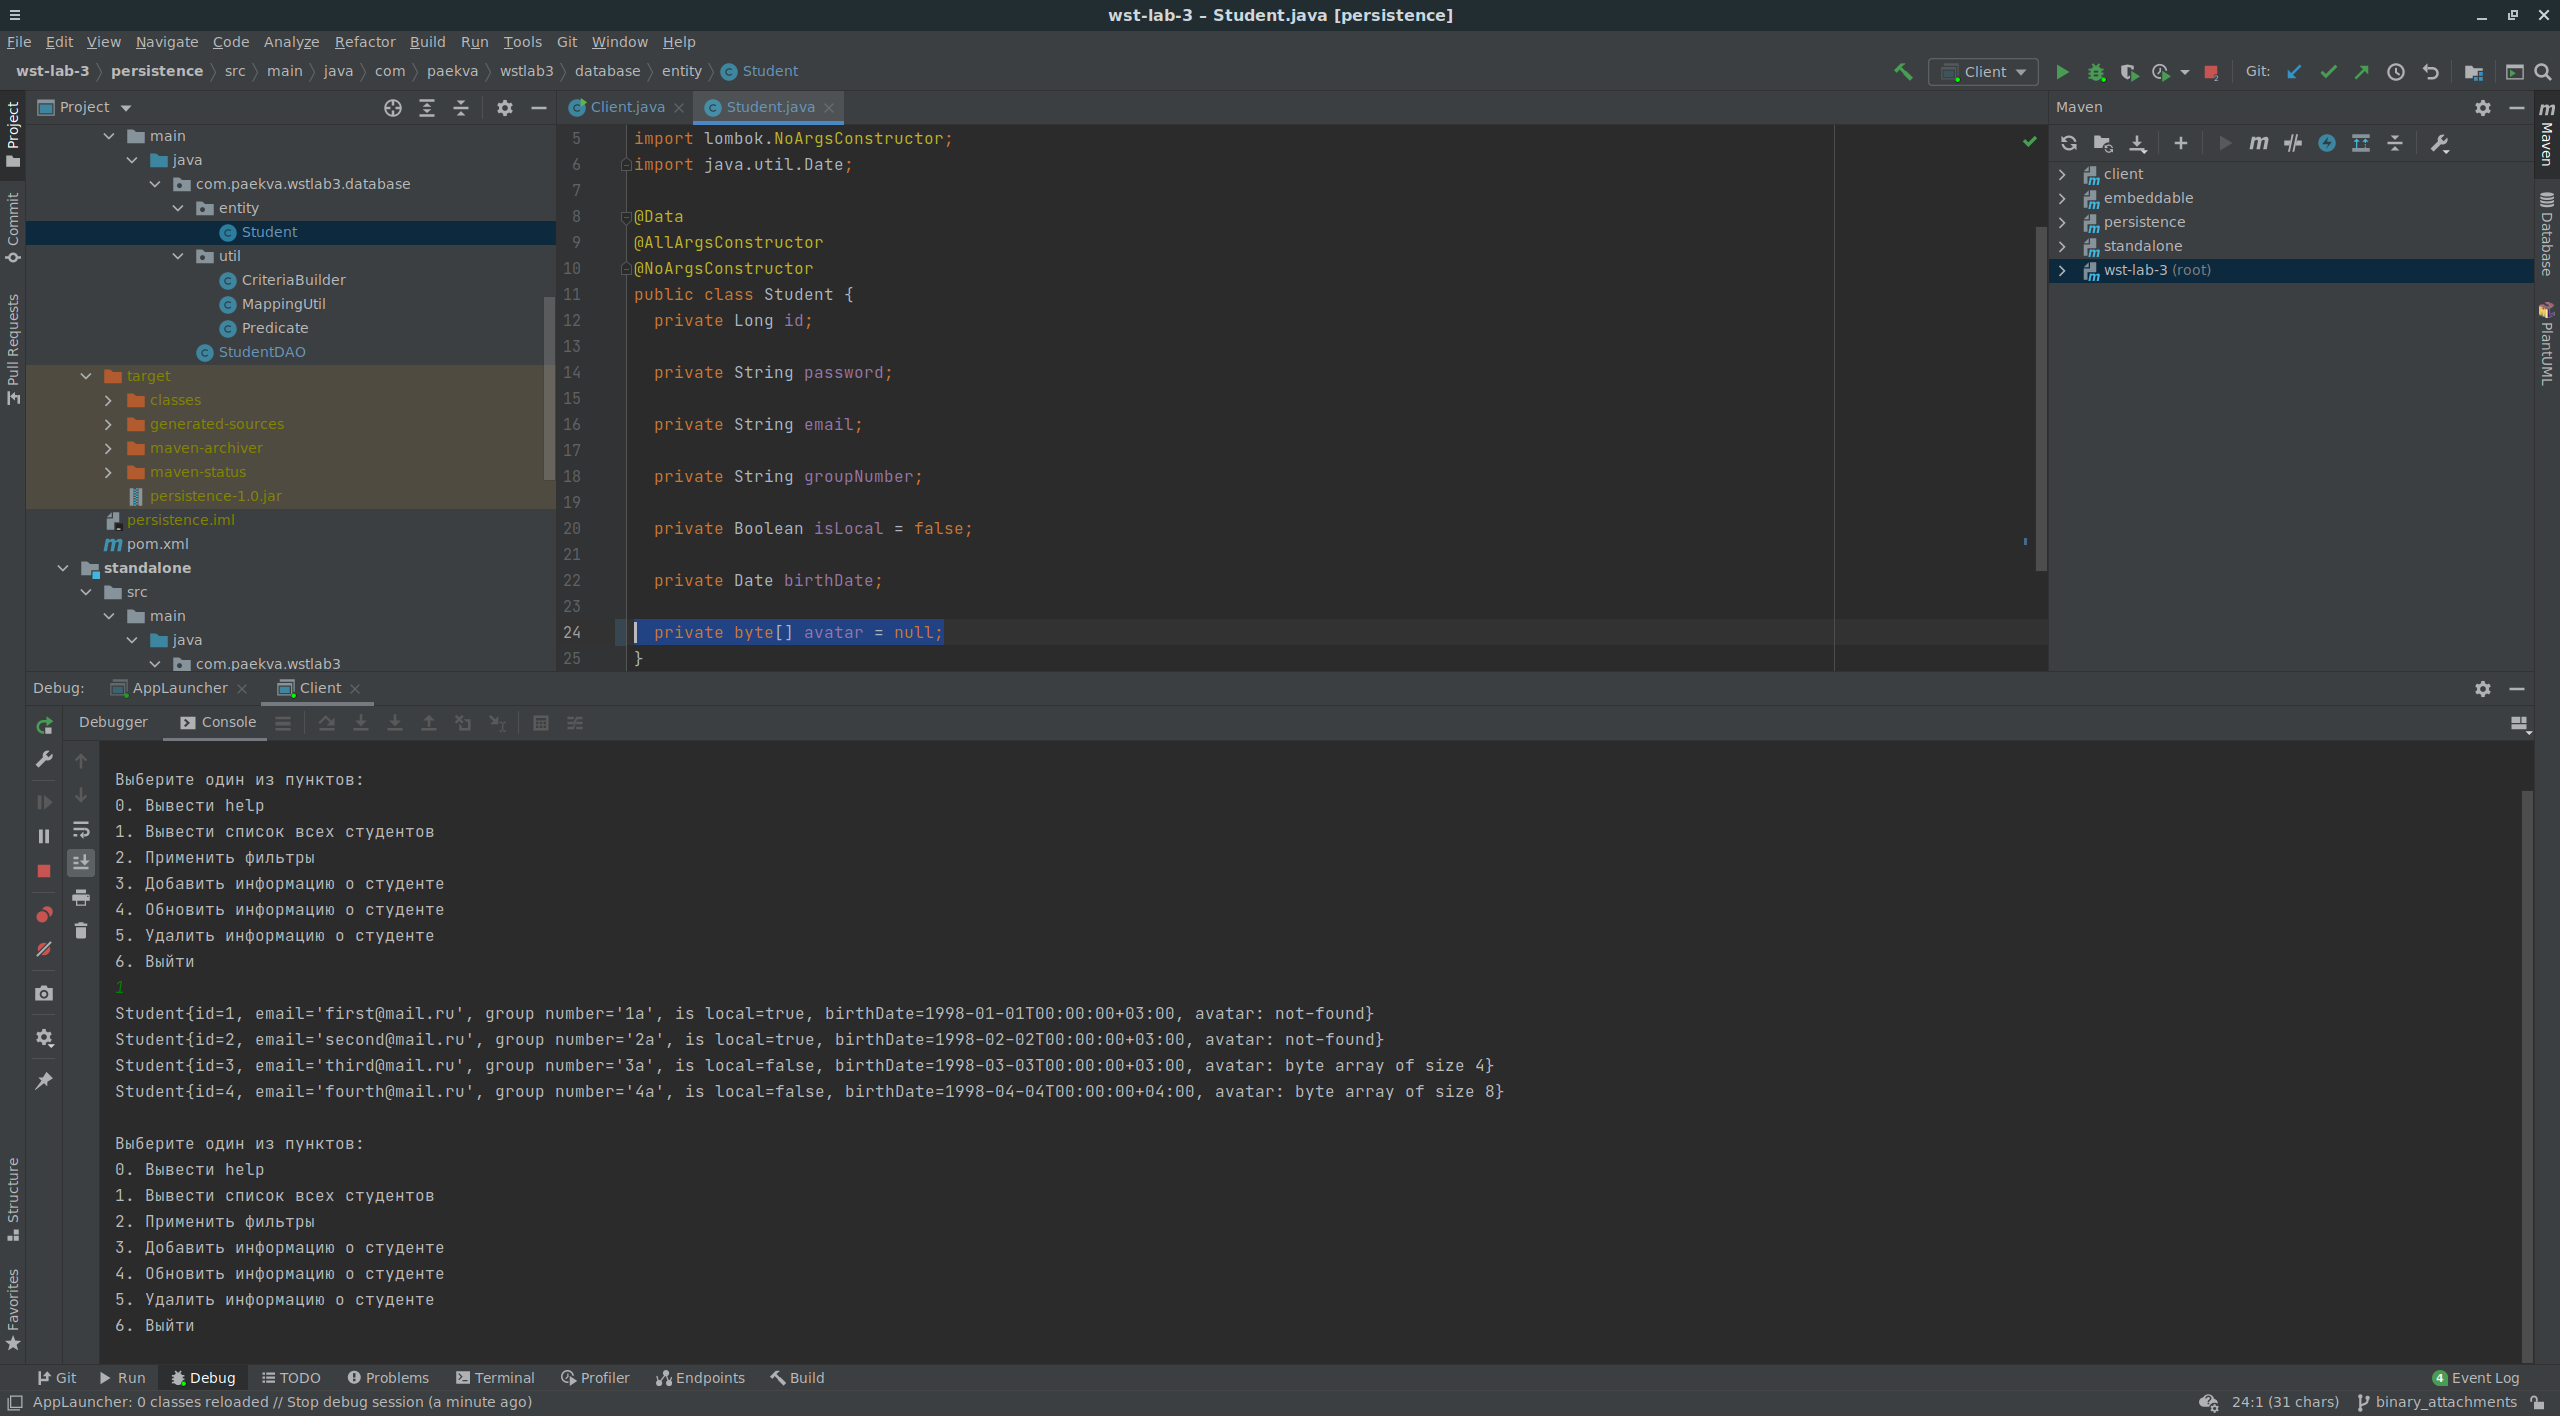 wst-lab-3 – Student.java [persistence]
File Edit View Navigate Code Analyze Refactor Build Run Tools Git Window Help
wst-lab-3 persistence src main java com paekva wstlab3 database entity Student
Client
Git:
Project
Commit
Pull Requests
Structure
Favorites
Project
main
java
com.paekva.wstlab3.database
entity
Student
util
CriteriaBuilder
MappingUtil
Predicate
StudentDAO
target
classes
generated-sources
maven-archiver
maven-status
persistence-1.0.jar
persistence.iml
pom.xml
standalone
src
main
java
com.paekva.wstlab3
Client.java Student.java
5 import lombok.NoArgsConstructor;
6 import java.util.Date;
7
8 @Data
9 @AllArgsConstructor
10 @NoArgsConstructor
11 public class Student {
12 private Long id;
13
14 private String password;
15
16 private String email;
17
18 private String groupNumber;
19
20 private Boolean isLocal = false;
21
22 private Date birthDate;
23
24 private byte[] avatar = null;
25 }
Maven
client
embeddable
persistence
standalone
wst-lab-3 (root)
Maven
Database
PlantUML
Debug: AppLauncher Client
Debugger Console
Выберите один из пунктов:
0. Вывести help
1. Вывести список всех студентов
2. Применить фильтры
3. Добавить информацию о студенте
4. Обновить информацию о студенте
5. Удалить информацию о студенте
6. Выйти
1
Student{id=1, email='first@mail.ru', group number='1a', is local=true, birthDate=1998-01-01T00:00:00+03:00, avatar: not-found}
Student{id=2, email='second@mail.ru', group number='2a', is local=true, birthDate=1998-02-02T00:00:00+03:00, avatar: not-found}
Student{id=3, email='third@mail.ru', group number='3a', is local=false, birthDate=1998-03-03T00:00:00+03:00, avatar: byte array of size 4}
Student{id=4, email='fourth@mail.ru', group number='4a', is local=false, birthDate=1998-04-04T00:00:00+04:00, avatar: byte array of size 8}
Выберите один из пунктов:
0. Вывести help
1. Вывести список всех студентов
2. Применить фильтры
3. Добавить информацию о студенте
4. Обновить информацию о студенте
5. Удалить информацию о студенте
6. Выйти
Git Run Debug TODO Problems Terminal Profiler Endpoints Build 4 Event Log
AppLauncher: 0 classes reloaded // Stop debug session (a minute ago) 24:1 (31 chars) binary_attachments